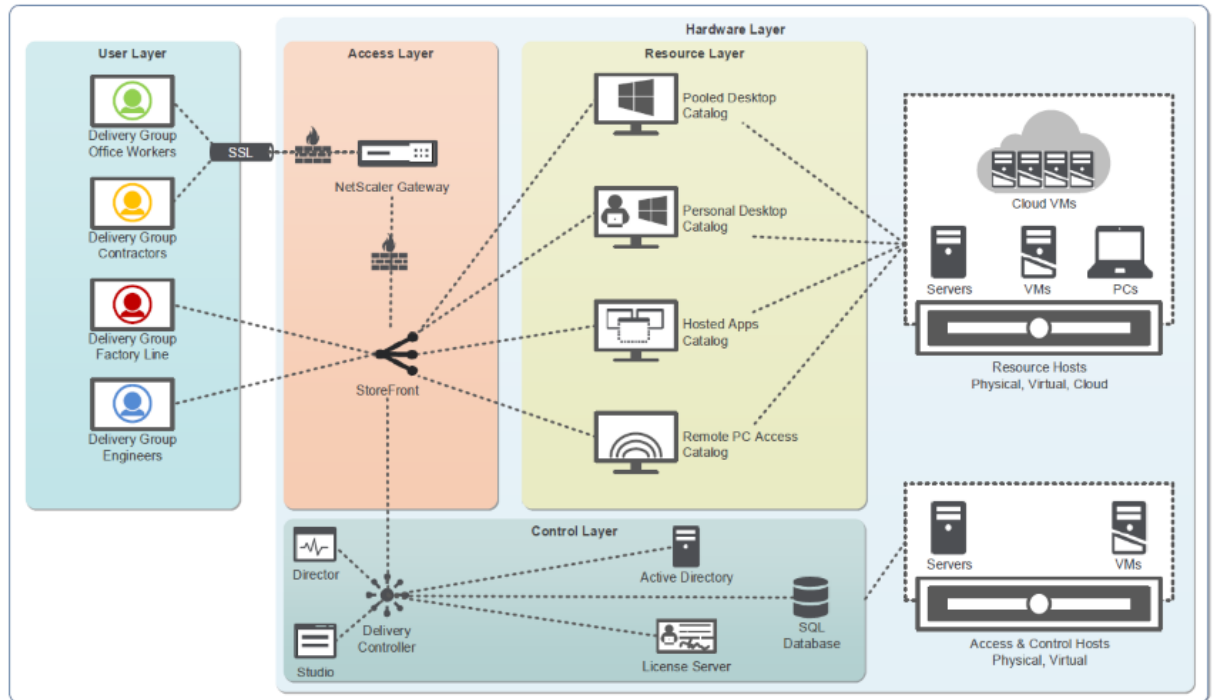 Hardware Layer
User Layer
Access Layer
Resource Layer
Delivery Group
Office Workers
SSL
NetScaler Gateway
Delivery Group
Contractors
Delivery Group
Factory Line
Delivery Group
Engineers
StoreFront
Pooled Desktop
Catalog
Personal Desktop
Catalog
Hosted Apps
Catalog
Remote PC Access
Catalog
Cloud VMs
Servers
VMs
PCs
Resource Hosts
Physical, Virtual, Cloud
Control Layer
Director
Studio
Delivery
Controller
Active Directory
License Server
SQL
Database
Servers
VMs
Access & Control Hosts
Physical, Virtual